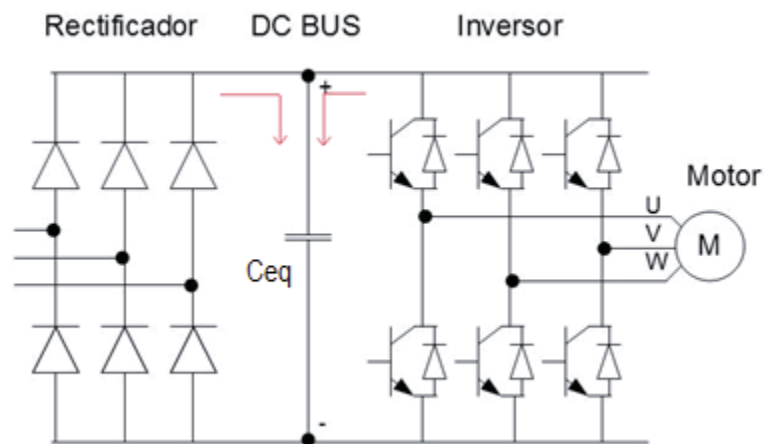 Rectificador DC BUS Inversor
+
Motor
U
V
M
W
Ceq
-